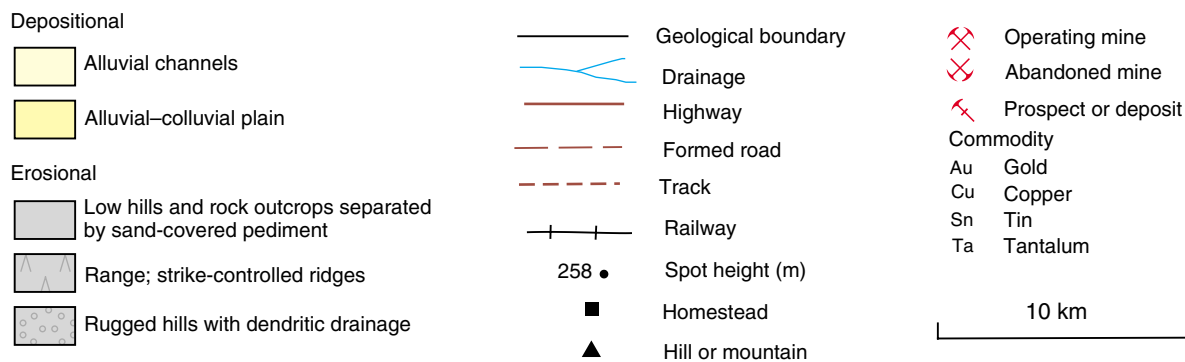 Depositional
Alluvial channels
Alluvial–colluvial plain
Erosional
Low hills and rock outcrops separated
by sand-covered pediment
Range; strike-controlled ridges
Rugged hills with dendritic drainage
Geological boundary
Drainage
Highway
Formed road
Track
Railway
258 Spot height (m)
Homestead
Hill or mountain
Operating mine
Abandoned mine
Prospect or deposit
Commodity
Au Gold
Cu Copper
Sn Tin
Ta Tantalum
10 km